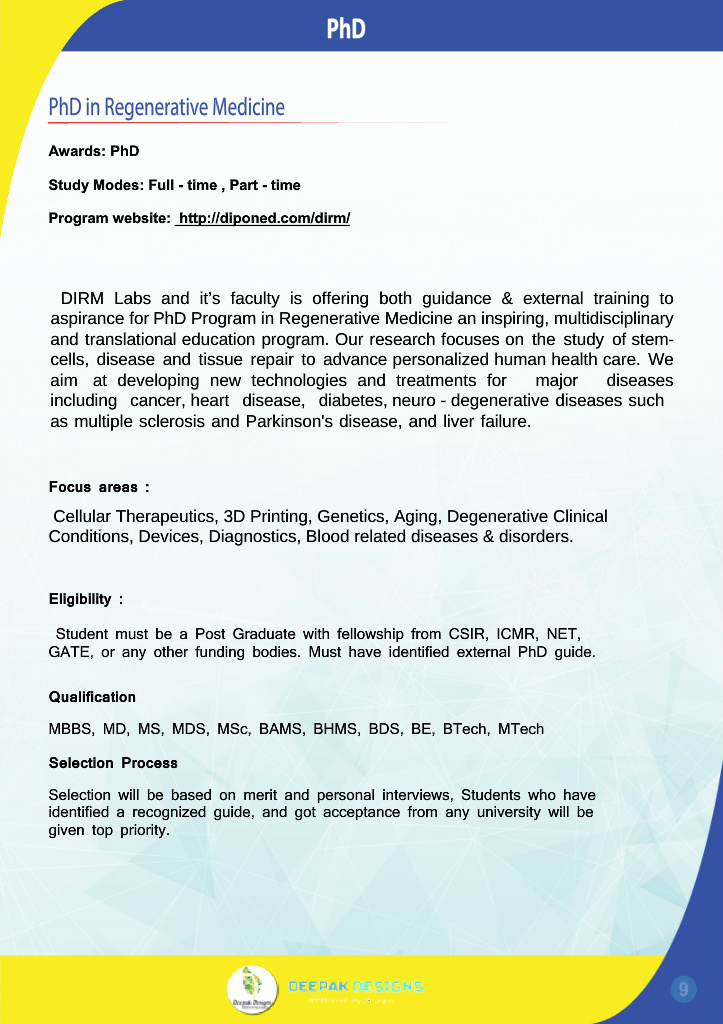 PhD
PhD in Regenerative Medicine
Awards: PhD
Study Modes: Full - time , Part - time
Program website: http://diponed.com/dirm/
DIRM Labs and it's faculty is offering both guidance & external training to
aspirance for PhD Program in Regenerative Medicine an inspiring, multidisciplinary
and translational education program. Our research focuses on the study of stem-
cells, disease and tissue repair to advance personalized human health care. We
aim at developing new technologies and treatments for major diseases
including cancer, heart disease, diabetes, neuro - degenerative diseases such
as multiple sclerosis and Parkinson's disease, and liver failure.
Focus areas :
Cellular Therapeutics, 3D Printing, Genetics, Aging, Degenerative Clinical
Conditions, Devices, Diagnostics, Blood related diseases & disorders.
Eligibility :
Student must be a Post Graduate with fellowship from CSIR, ICMR, NET,
GATE, or any other funding bodies. Must have identified external PhD guide.
Qualification
MBBS, MD, MS, MDS, MSc, BAMS, BHMS, BDS, BE, BTech, MTech
Selection Process
Selection will be based on merit and personal interviews, Students who have
identified a recognized guide, and got acceptance from any university will be
given top priority.
Deepak Designs
DEEPAK DESIGNS
9